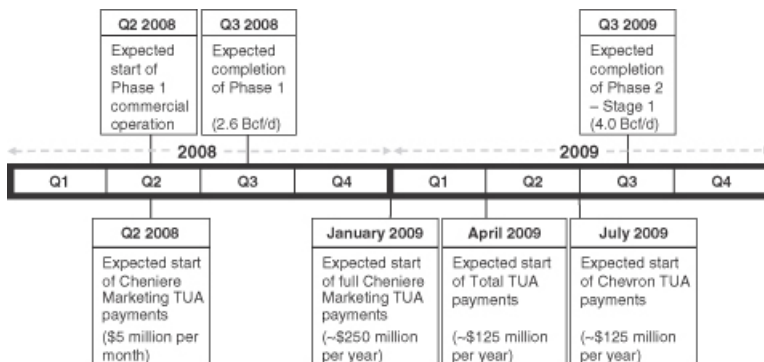 Q2 2008
Expected
start of
Phase 1
commercial
operation
Q3 2008
Expected
completion
of Phase 1
(2.6 Bcf/d)
Q3 2009
Expected
completion
of Phase 2
– Stage 1
(4.0 Bcf/d)
2008
2009
Q1 Q2 Q3 Q4 Q1 Q2 Q3 Q4
Q2 2008
Expected start
of Cheniere
Marketing TUA
payments
($5 million per
month)
January 2009
Expected start
of full Cheniere
Marketing TUA
payments
(~$250 million
per year)
April 2009
Expected start
of Total TUA
payments
(~$125 million
per year)
July 2009
Expected start
of Chevron TUA
payments
(~$125 million
per year)